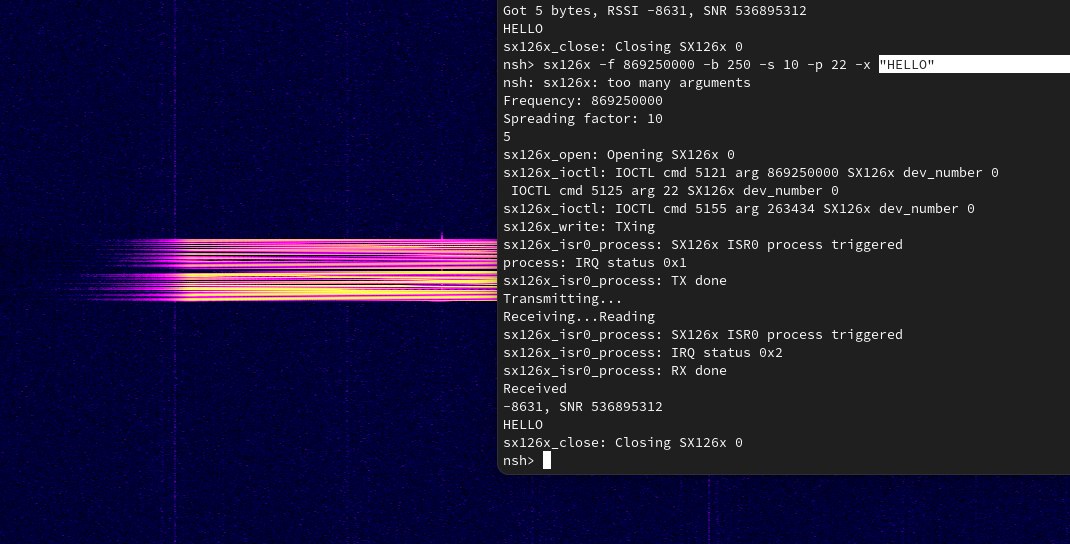 Got 5 bytes, RSSI -8631, SNR 536895312
HELLO
sx126x_close: Closing SX126x 0
nsh> sx126x -f 869250000 -b 250 -s 10 -p 22 -x "HELLO"
nsh: sx126x: too many arguments
Frequency: 869250000
Spreading factor: 10
5
sx126x_open: Opening SX126x 0
sx126x_ioctl: IOCTL cmd 5121 arg 869250000 SX126x dev_number 0
 IOCTL cmd 5125 arg 22 SX126x dev_number 0
sx126x_ioctl: IOCTL cmd 5155 arg 263434 SX126x dev_number 0
sx126x_write: TXing
sx126x_isr0_process: SX126x ISR0 process triggered
process: IRQ status 0x1
sx126x_isr0_process: TX done
Transmitting...
Receiving...Reading
sx126x_isr0_process: SX126x ISR0 process triggered
sx126x_isr0_process: IRQ status 0x2
sx126x_isr0_process: RX done
Received
-8631, SNR 536895312
HELLO
sx126x_close: Closing SX126x 0
nsh>